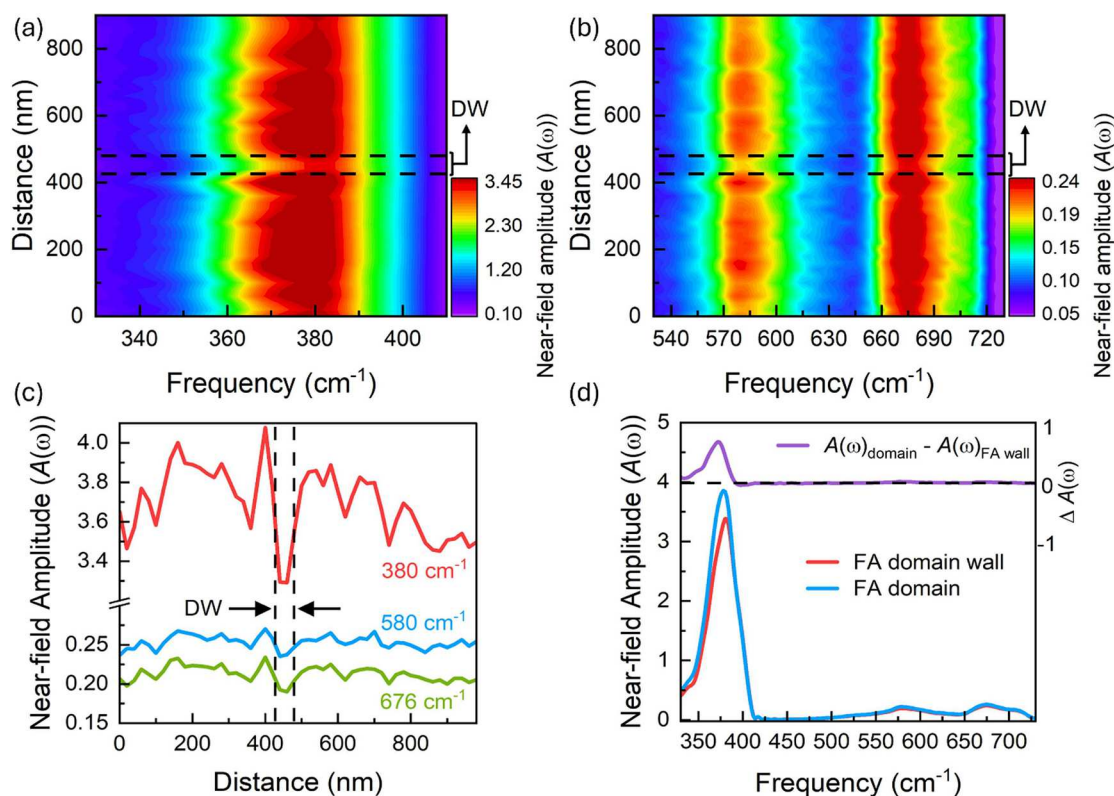 (a)
Distance (nm)
800
600
400
200
0
340
360
380
400
Frequency (cm-1)
DW
3.45
2.30
1.20
0.10
Near-field amplitude (A(ω))
(b)
Distance (nm)
800
600
400
200
0
540
570
600
630
660
690
720
Frequency (cm-1)
DW
0.24
0.15
0.10
0.05
Near-field amplitude (A(ω))
(c)
Near-field Amplitude (A(ω))
4.0
3.8
3.6
3.4
0.25
0.20
0.15
380 cm-1
DW
580 cm-1
676 cm-1
0
200
400
600
800
Distance (nm)
(d)
Near-field Amplitude (A(ω))
5
4
3
2
1
0
A(ω)domain - A(ω)FA wall
FA domain wall
FA domain
1
0
-1
Δ A(ω)
350
400
450
500
550
600
650
700
Frequency (cm-1)